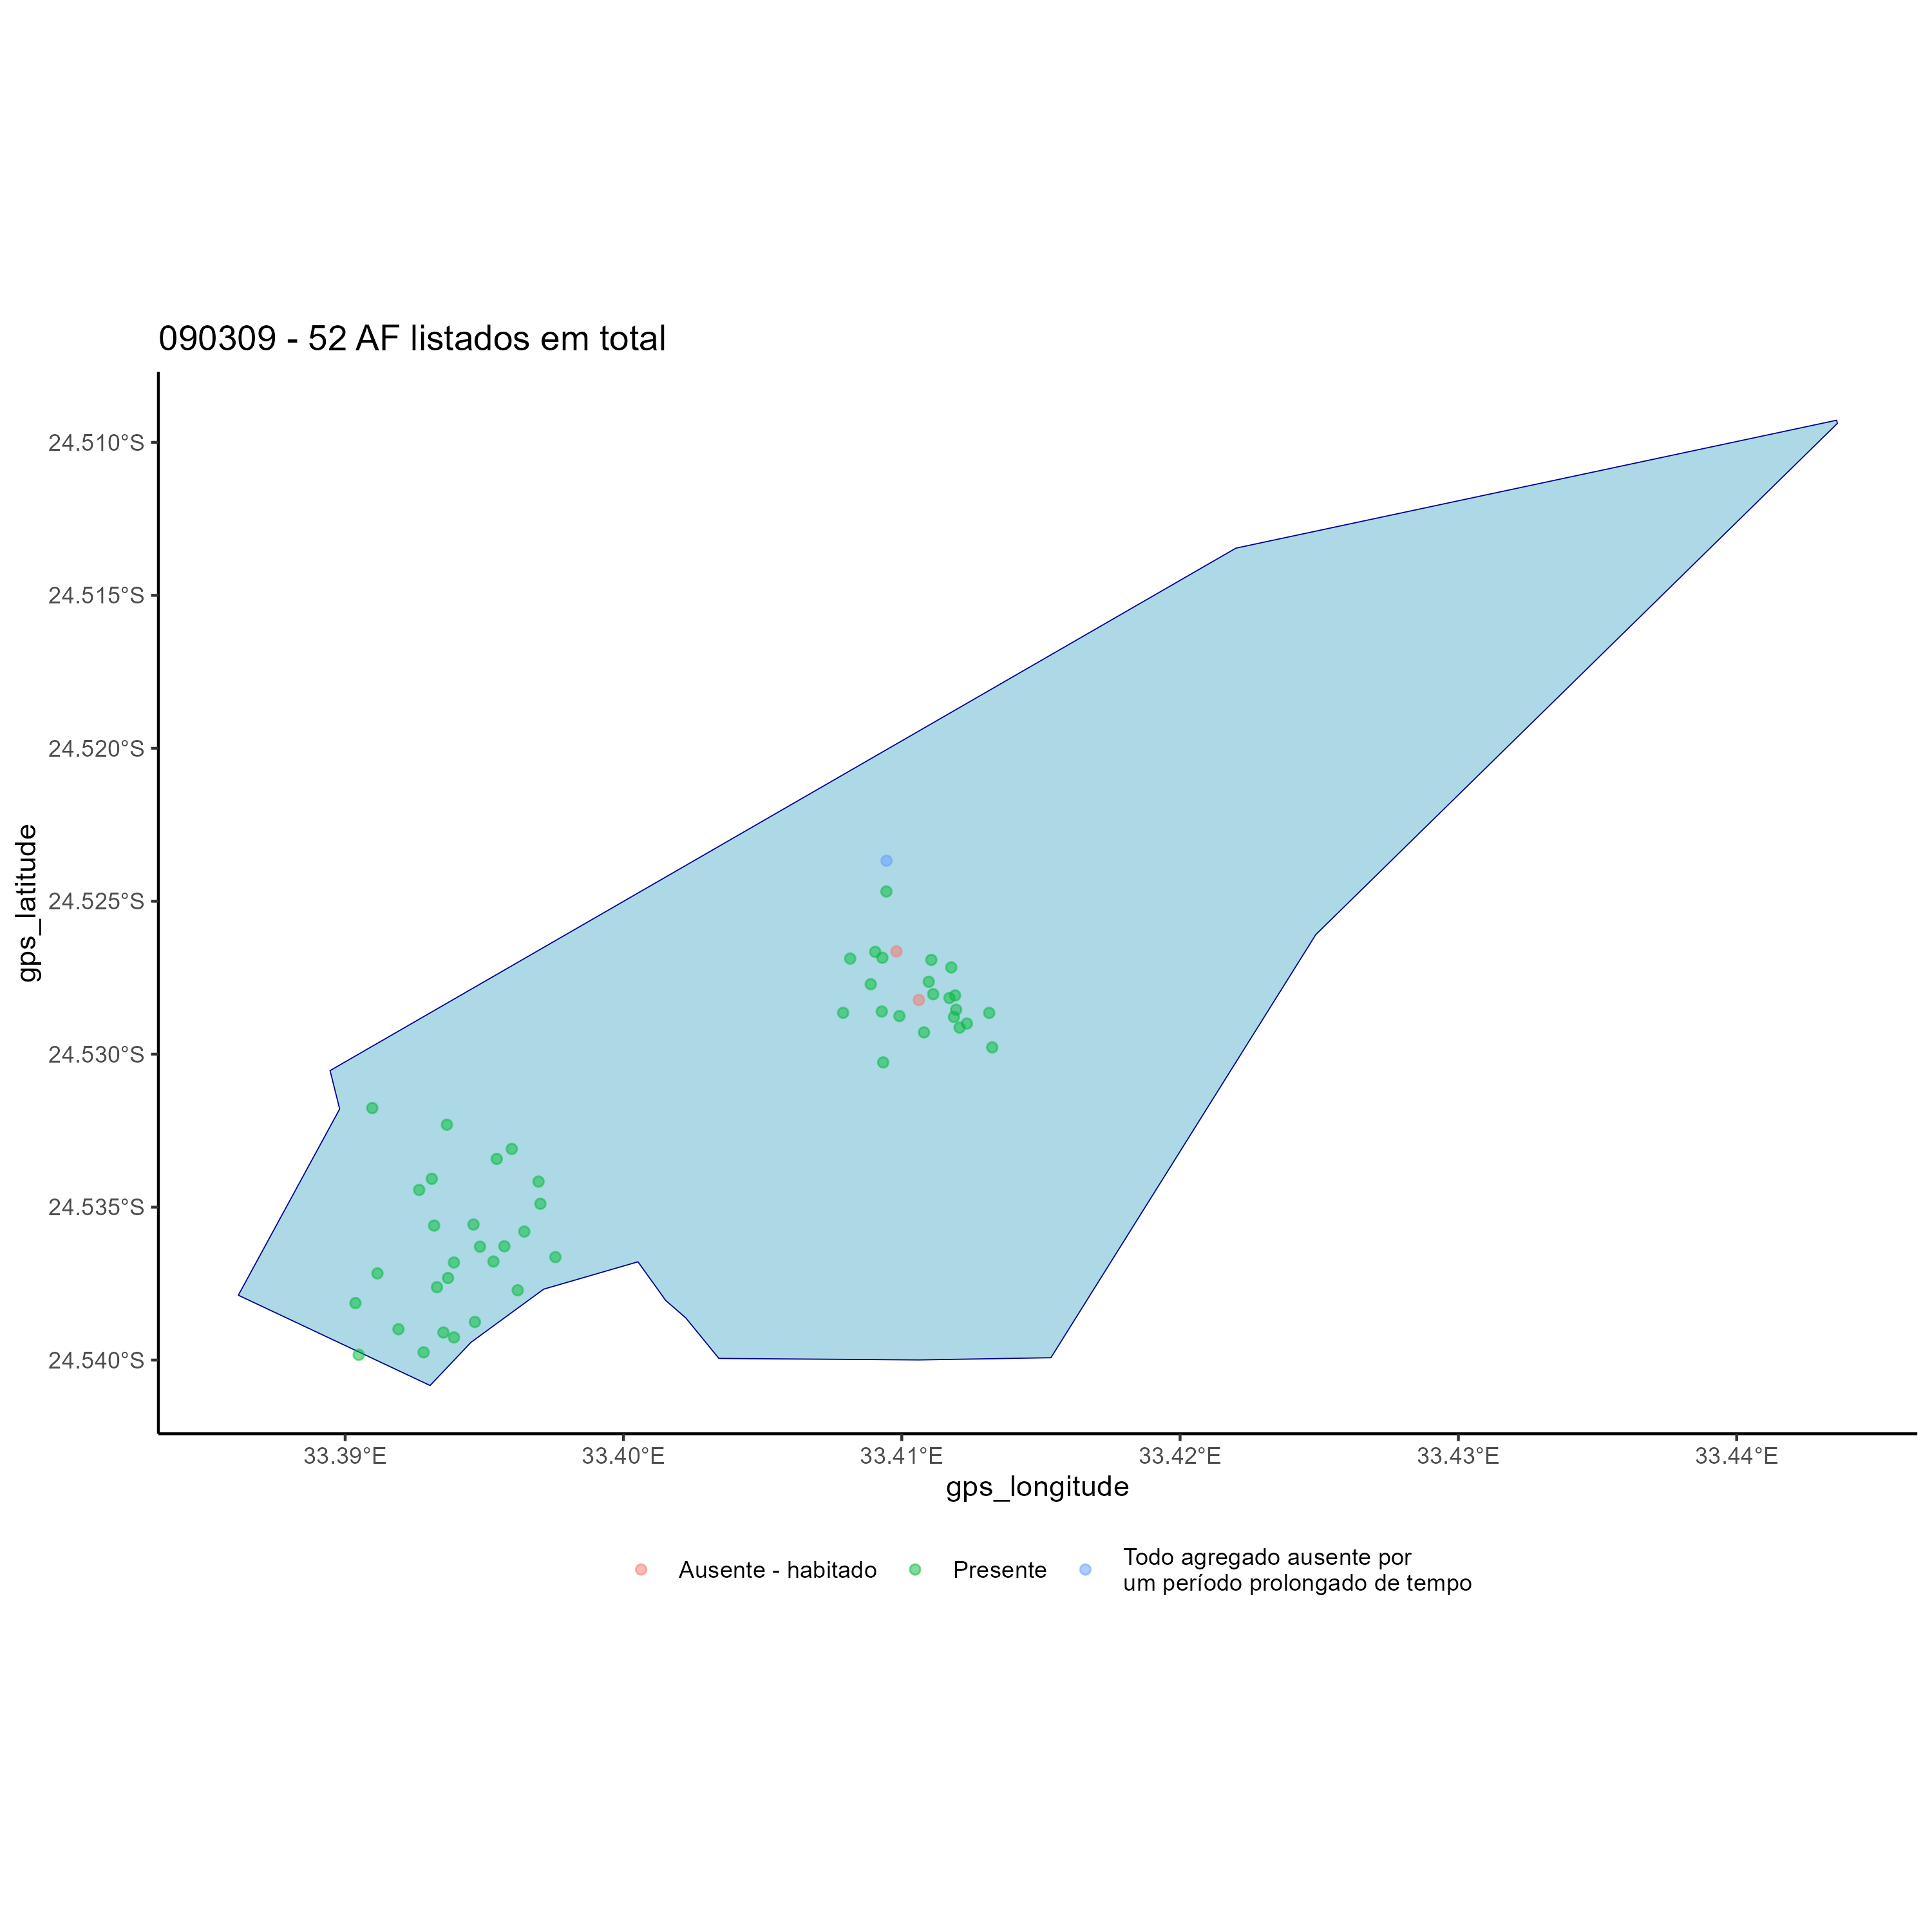 090309 - 52 AF listados em total
24.510°S
24.515°S
24.520°S
24.525°S
24.530°S
24.535°S
24.540°S
gps_latitude
33.39°E 33.40°E 33.41°E 33.42°E 33.43°E 33.44°E
gps_longitude
Ausente - habitado
Presente
Todo agregado ausente por
um período prolongado de tempo